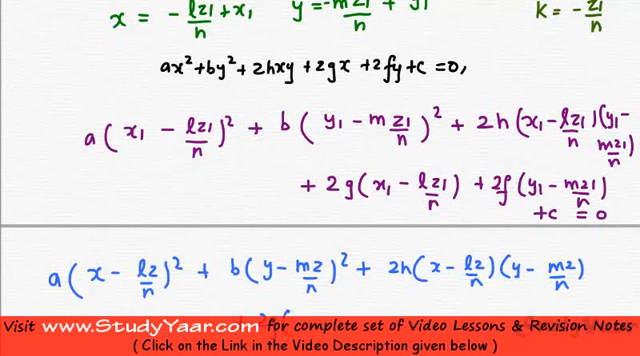 x = - lz₁/n + x₁  y = -mz₁/n + y₁  K = - z₁/n
ax² + by² + 2hxy + 2gx + 2fy + c = 0,
a(x₁ - lz₁/n)² + b(y₁ - mz₁/n)² + 2h(x₁ - lz₁/n)(y₁ - mz₁/n)
+ 2g(x₁ - lz₁/n) + 2f(y₁ - mz₁/n)
+c = 0
a(x - lz/n)² + b(y - mz/n)² + 2h(x - lz/n)(y - mz/n)
Visit www.StudyYaar.com for complete set of Video Lessons & Revision Notes
( Click on the Link in the Video Description given below )